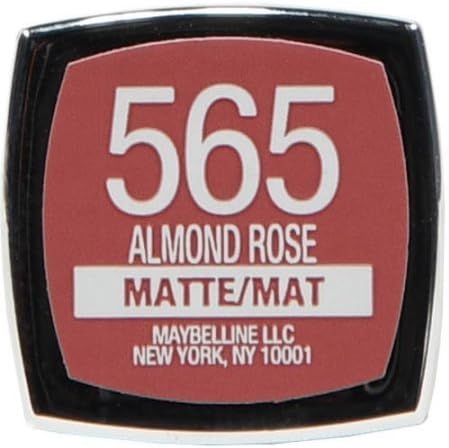 565
ALMOND ROSE
MATTE/MAT
MAYBELLINE LLC
NEW YORK, NY 10001